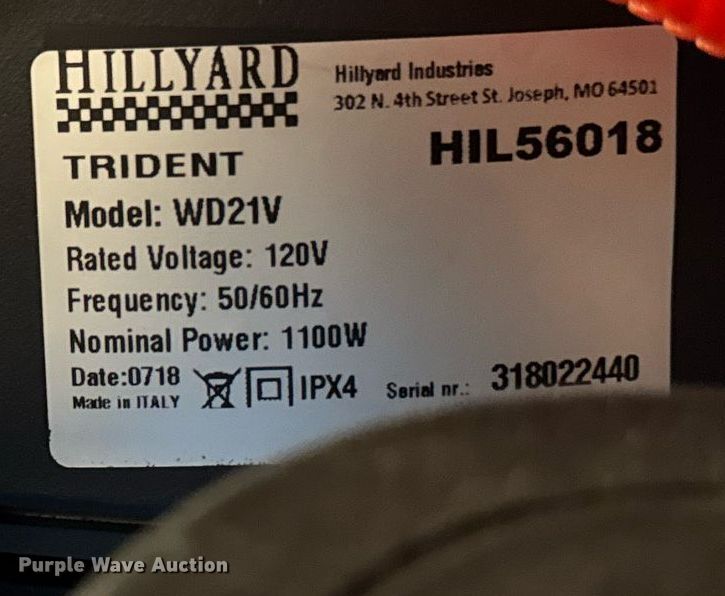 HILLYARD
Hillyard Industries
302 N. 4th Street St. Joseph, MO 64501
HIL56018
TRIDENT
Model: WD21V
Rated Voltage: 120V
Frequency: 50/60Hz
Nominal Power: 1100W
Date:0718
Made in ITALY
IPX4
Serial nr.: 318022440
Purple Wave Auction